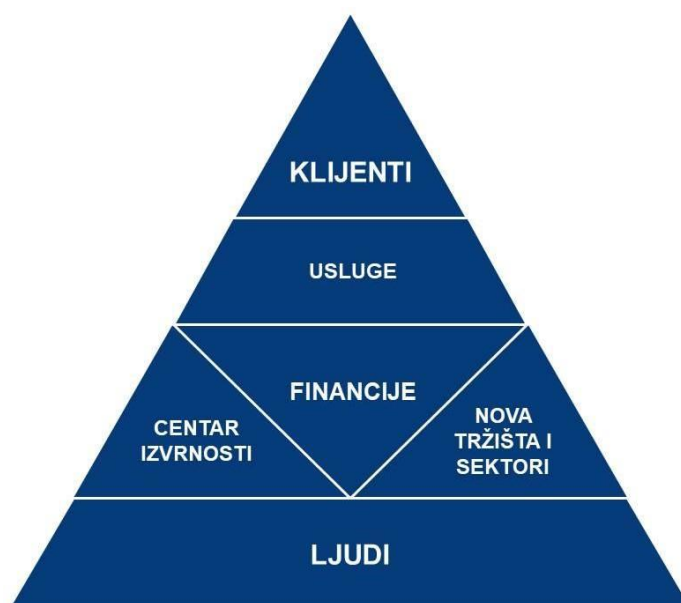 KLIJENTI
USLUGE
FINANCIJE
CENTAR
IZVRNOSTI
NOVA
TRŽIŠTA I
SEKTORI
LJUDI